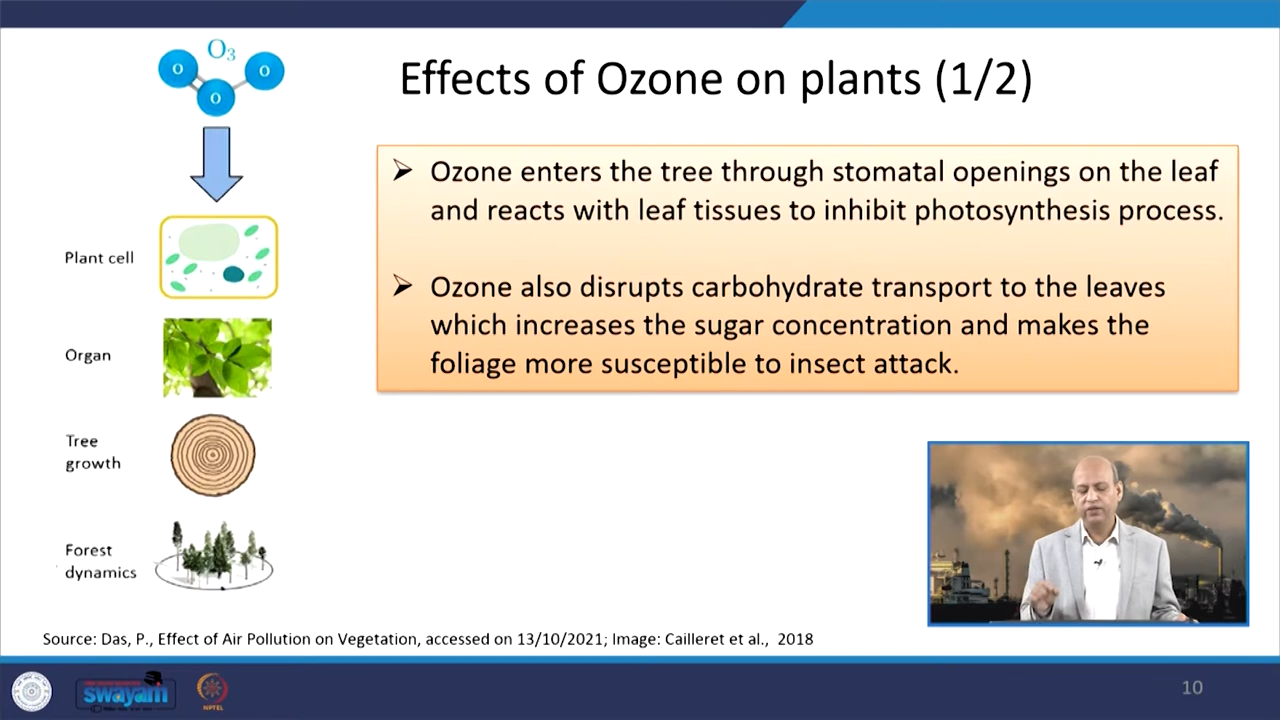 O3
O
O
O
Effects of Ozone on plants (1/2)
➢ Ozone enters the tree through stomatal openings on the leaf
and reacts with leaf tissues to inhibit photosynthesis process.
➢ Ozone also disrupts carbohydrate transport to the leaves
which increases the sugar concentration and makes the
foliage more susceptible to insect attack.
Plant cell
Organ
Tree
growth
Forest
dynamics
Source: Das, P., Effect of Air Pollution on Vegetation, accessed on 13/10/2021; Image: Cailleret et al., 2018
swayam
NPTEL
10